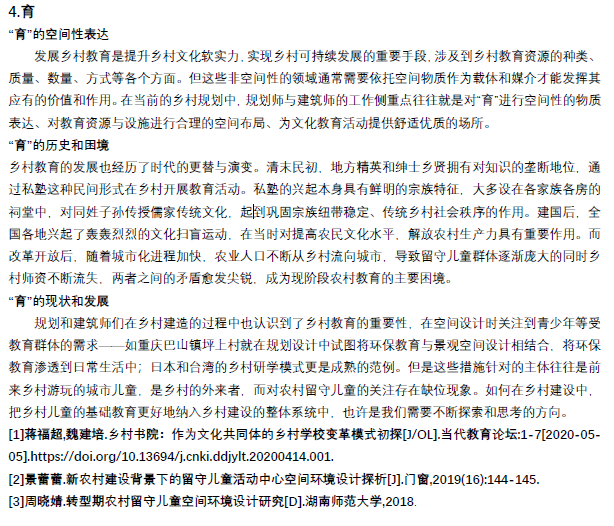 4.育
“育”的空间性表达
发展乡村教育是提升乡村文化软实力, 实现乡村可持续发展的重要手段, 涉及到乡村教育资源的种类、
质量、数量、方式等各个方面。但这些非空间性的领域通常需要依托空间物质作为载体和媒介才能发挥其
应有的价值和作用。在当前的乡村规划中, 规划师与建筑师的工作侧重点往往就是对“育”进行空间性的物质
表达、对教育资源与设施进行合理的空间布局、为文化教育活动提供舒适优质的场所。
“育”的历史和困境
乡村教育的发展也经历了时代的更替与演变。清末民初, 地方精英和绅士乡贤拥有对知识的垄断地位, 通
过私塾这种民间形式在乡村开展教育活动。私塾的兴起本身具有鲜明的宗族特征, 大多设在各家族各房的
祠堂中, 对同姓子孙传授儒家传统文化, 起到巩固宗族纽带稳定、传统乡村社会秩序的作用。建国后, 全
国各地兴起了轰轰烈烈的文化扫盲运动, 在当时对提高农民文化水平, 解放农村生产力具有重要作用。而
改革开放后, 随着城市化进程加快, 农业人口不断从乡村流向城市, 导致留守儿童群体逐渐庞大的同时乡
村师资不断流失, 两者之间的矛盾愈发尖锐, 成为现阶段农村教育的主要困境。
“育”的现状和发展
规划和建筑师们在乡村建造的过程中也认识到了乡村教育的重要性, 在空间设计时关注到青少年等受
教育群体的需求——如重庆巴山镇坪上村就在规划设计中试图将环保教育与景观空间设计相结合, 将环保
教育渗透到日常生活中; 日本和台湾的乡村研学模式更是成熟的范例。但是这些措施针对的主体往往是前
来乡村游玩的城市儿童, 是乡村的外来者, 而对农村留守儿童的关注存在缺位现象。如何在乡村建设中,
把乡村儿童的基础教育更好地纳入乡村建设的整体系统中, 也许是我们需要不断探索和思考的方向。
[1]蒋福超,魏建培.乡村书院：作为文化共同体的乡村学校变革模式初探[J/OL].当代教育论坛:1-7[2020-05-
05].https://doi.org/10.13694/j.cnki.ddjylt.20200414.001.
[2]景蕾蕾.新农村建设背景下的留守儿童活动中心空间环境设计探析[J].门窗,2019(16):144-145.
[3]周晓婧.转型期农村留守儿童空间环境设计研究[D].湖南师范大学,2018.